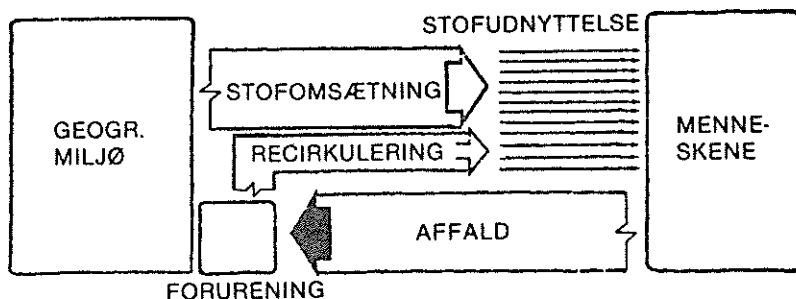 STOFUDNYTTELSE
STOFOMSÆTNING
GEOGR.
MILJØ
RECIRKULERING
MENNE-
SKENE
AFFALD
FORURENING